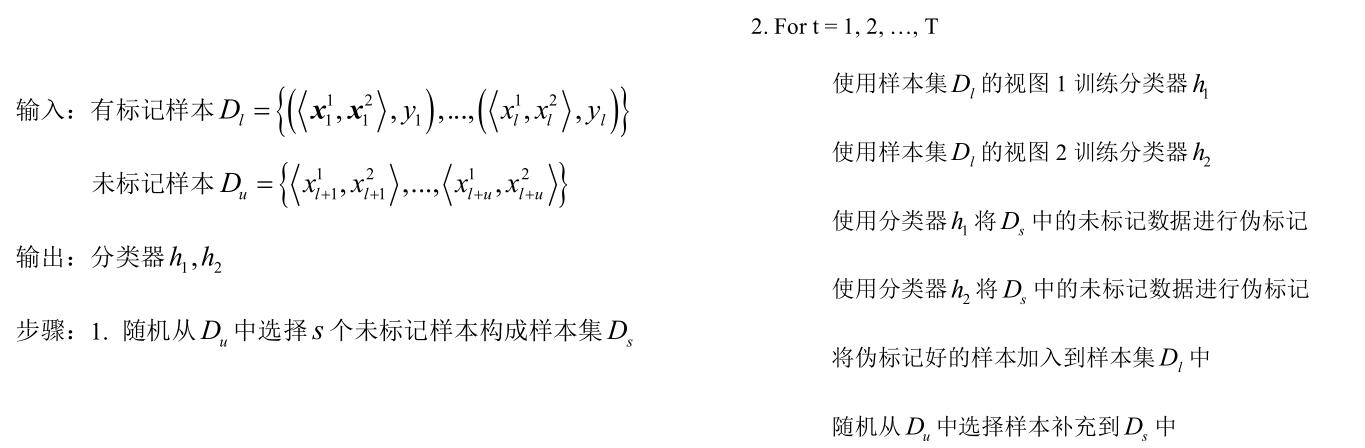 输入：有标记样本 $D_l = \left\{\left(\left\langle \boldsymbol{x}_1^1, \boldsymbol{x}_1^2 \right\rangle, y_1\right), ..., \left(\left\langle x_l^1, x_l^2 \right\rangle, y_l\right)\right\}$
未标记样本 $D_u = \left\{\left\langle x_{l+1}^1, x_{l+1}^2 \right\rangle, ..., \left\langle x_{l+u}^1, x_{l+u}^2 \right\rangle\right\}$
输出：分类器 $h_1, h_2$
步骤：1. 随机从 $D_u$ 中选择 $s$ 个未标记样本构成样本集 $D_s$
2. For t = 1, 2, …, T
使用样本集 $D_l$ 的视图 1 训练分类器 $h_1$
使用样本集 $D_l$ 的视图 2 训练分类器 $h_2$
使用分类器 $h_1$ 将 $D_s$ 中的未标记数据进行伪标记
使用分类器 $h_2$ 将 $D_s$ 中的未标记数据进行伪标记
将伪标记好的样本加入到样本集 $D_l$ 中
随机从 $D_u$ 中选择样本补充到 $D_s$ 中